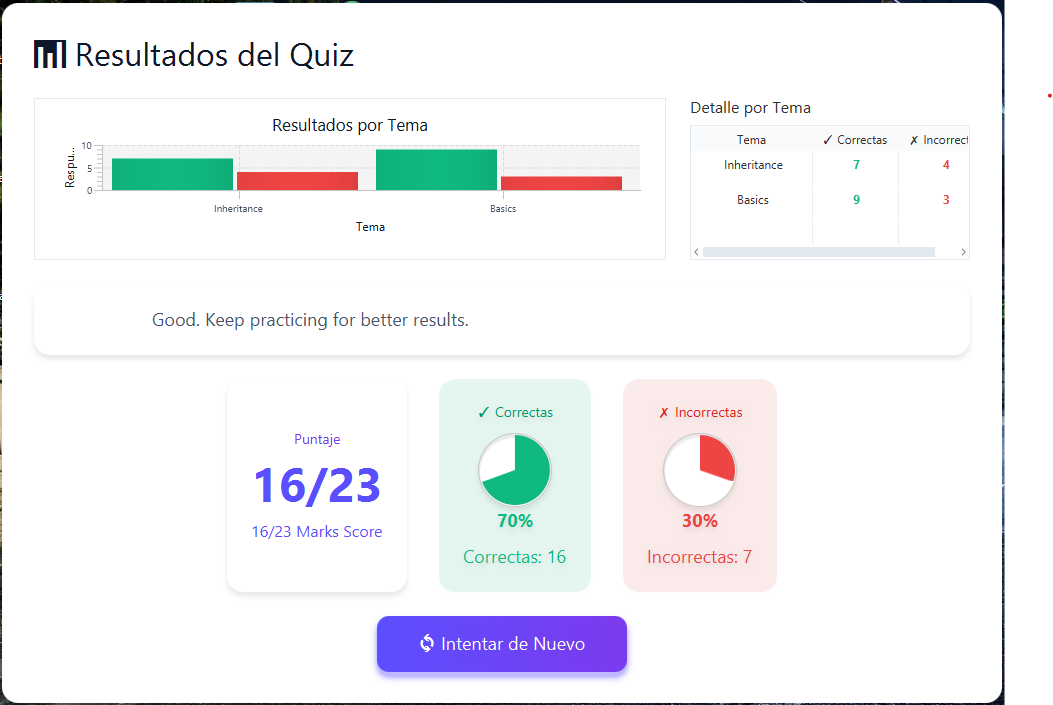 Resultados del Quiz
Resultados por Tema
Respu...
10
5
0
Inheritance
Basics
Tema
Detalle por Tema
Tema ✓ Correctas ✗ Incorrect
Inheritance 7 4
Basics 9 3
Good. Keep practicing for better results.
Puntaje
16/23
16/23 Marks Score
✓ Correctas
70%
Correctas: 16
✗ Incorrectas
30%
Incorrectas: 7
Intentar de Nuevo